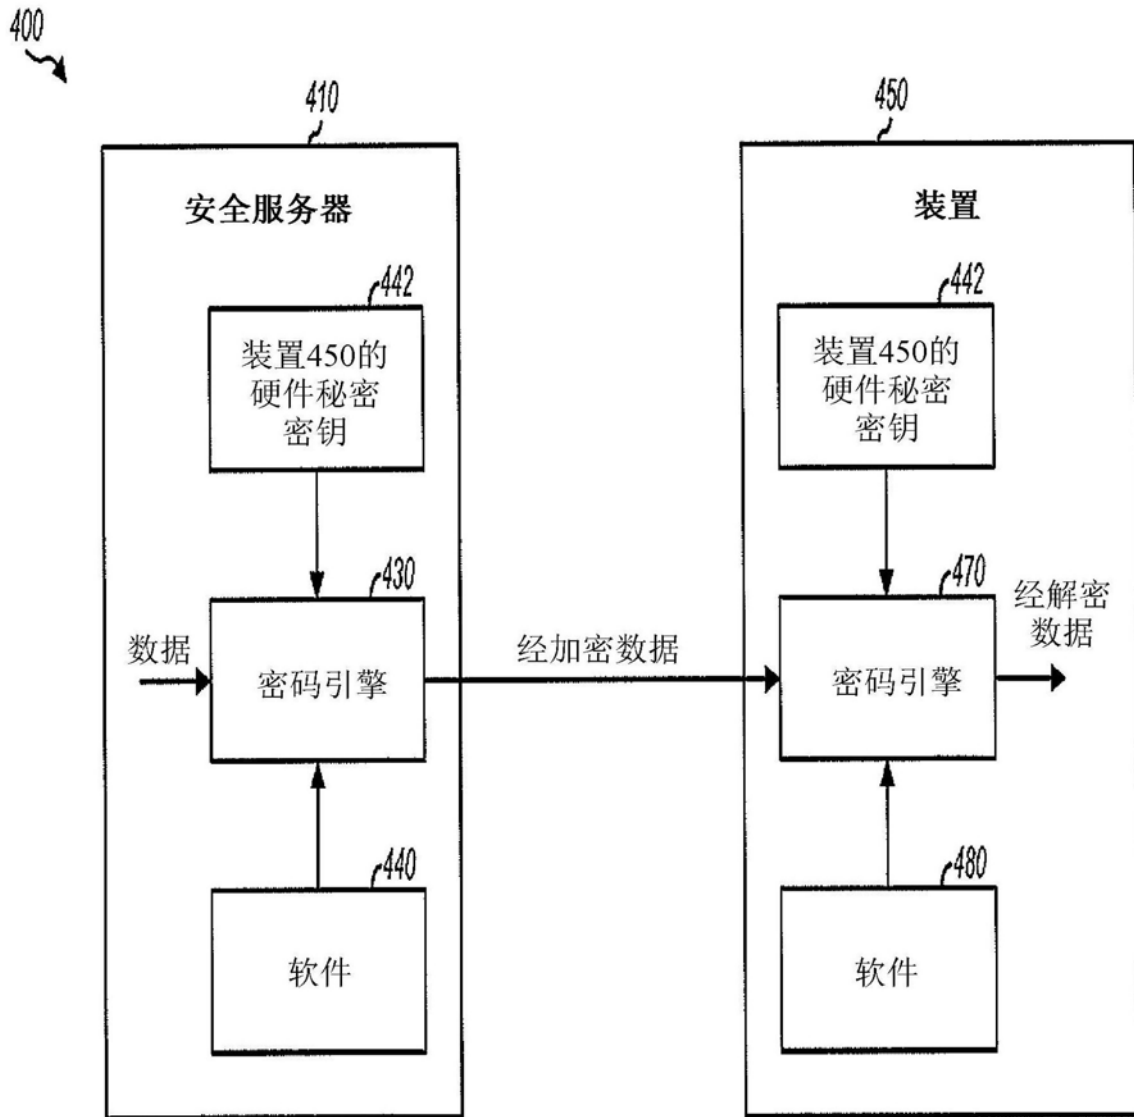 400
410
安全服务器
442
装置450的
硬件秘密
密钥
430
数据
密码引擎
440
软件
经加密数据
450
装置
442
装置450的
硬件秘密
密钥
470
密码引擎
经解密
数据
480
软件